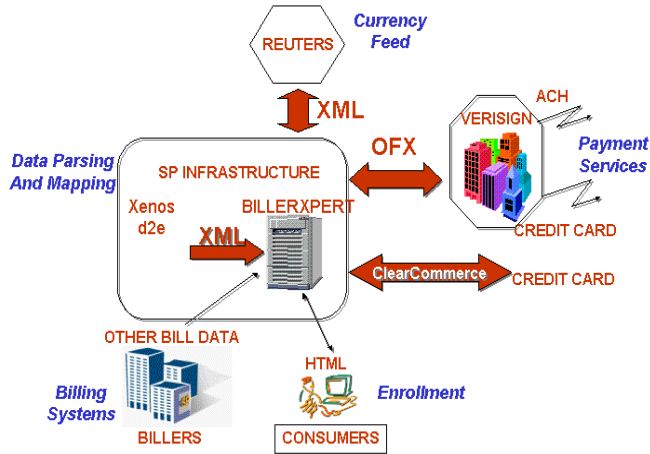 REUTERS
Currency
Feed
XML
Data Parsing
And Mapping
SP INFRASTRUCTURE
Xenos
d2e
BILLERXPERT
XML
OFX
VERISIGN
ACH
Payment
Services
CREDIT CARD
ClearCommerce
CREDIT CARD
OTHER BILL DATA
Billing
Systems
BILLERS
HTML
Enrollment
CONSUMERS